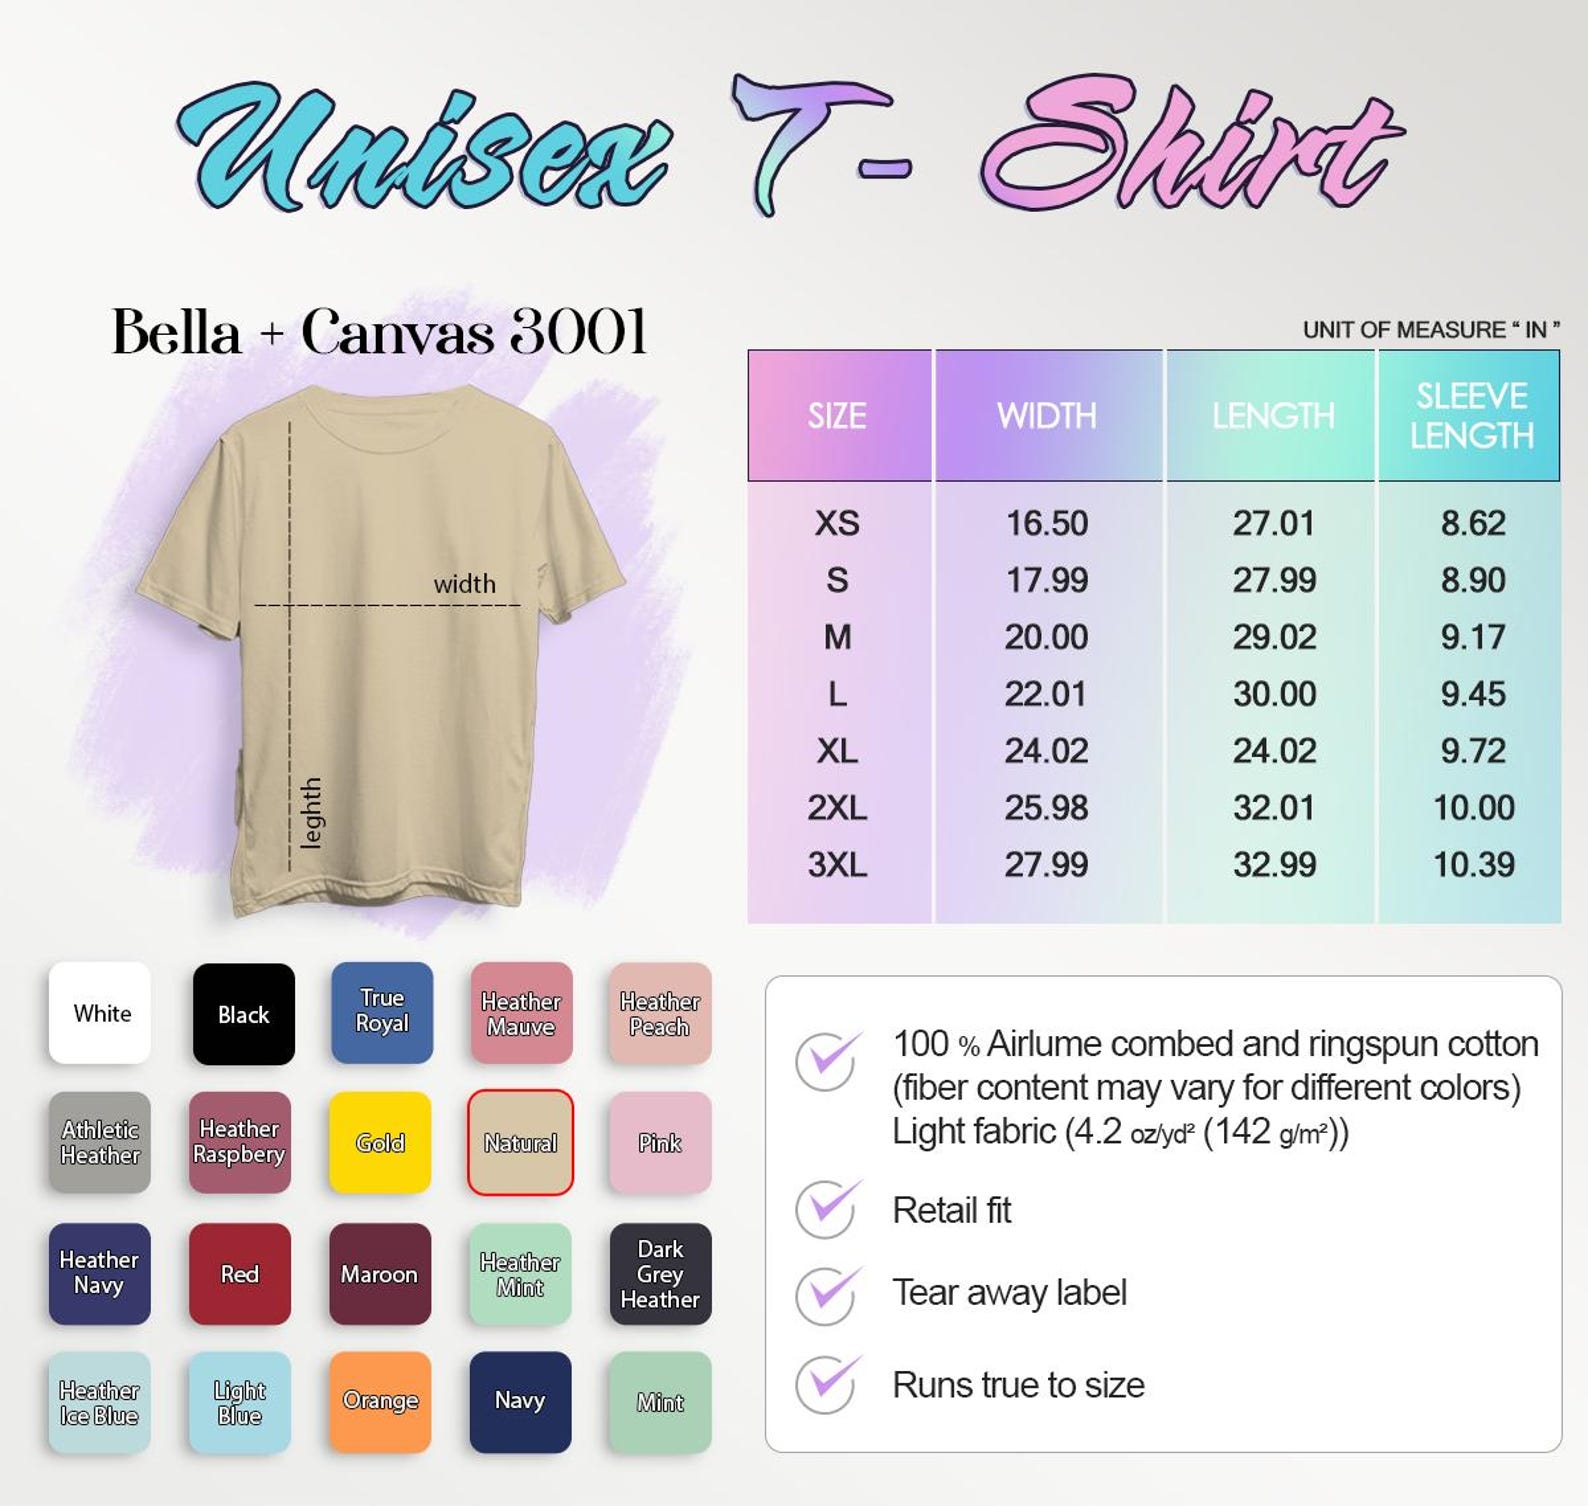 Unisex T- Shirt
Bella + Canvas 3001
width
leghth
UNIT OF MEASURE “ IN ”
SIZE WIDTH LENGTH SLEEVE LENGTH
XS 16.50 27.01 8.62
S 17.99 27.99 8.90
M 20.00 29.02 9.17
L 22.01 30.00 9.45
XL 24.02 24.02 9.72
2XL 25.98 32.01 10.00
3XL 27.99 32.99 10.39
White
Black
True
Royal
Heather
Mauve
Heather
Peach
Athletic
Heather
Heather
Raspbery
Gold
Natural
Pink
Heather
Navy
Red
Maroon
Heather
Mint
Dark
Grey
Heather
Heather
Ice Blue
Light
Blue
Orange
Navy
Mint
100 % Airlume combed and ringspun cotton
(fiber content may vary for different colors)
Light fabric (4.2 oz/yd² (142 g/m²))
Retail fit
Tear away label
Runs true to size